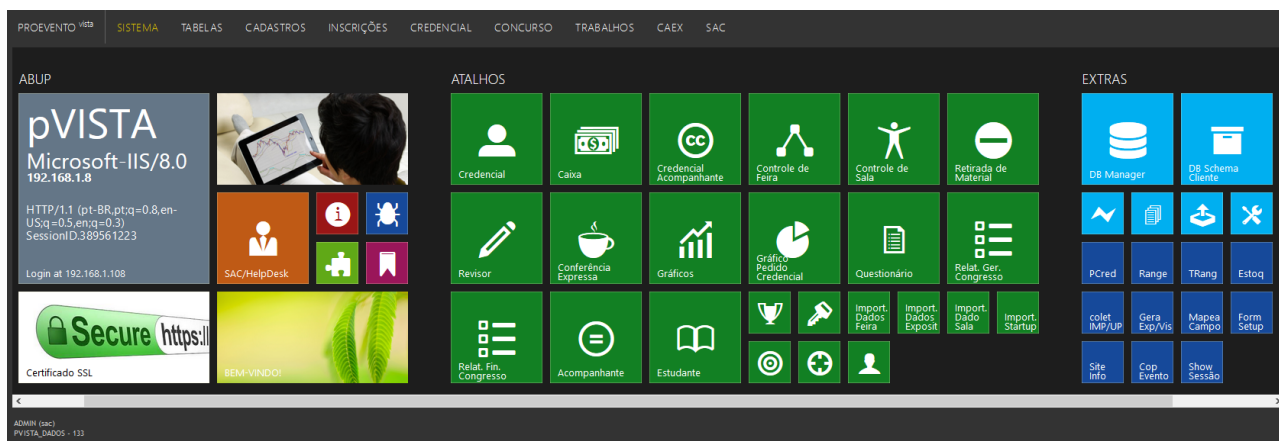 PROEVENTO vista SISTEMA TABELAS CADASTROS INSCRIÇÕES CREDENCIAL CONCURSO TRABALHOS CAEX SAC
ABUP
pVISTA
Microsoft-IIS/8.0
192.168.1.8
HTTP/1.1 (pt-BR,pt;q=0.8,en-
US;q=0.5,en;q=0.3)
SessionID.389561223
Login at 192.168.1.108
SAC/HelpDesk
Secure https:/
Certificado SSL
BEM-VINDO!
ATALHOS
Credencial
Caixa
cc
Credencial
Acompanhante
Controle de
Feira
Controle de
Sala
Retirada de
Material
Revisor
Conferência
Expressa
Gráficos
Gráfico
Pedido
Credencial
Questionário
Relat. Ger.
Congresso
Relat. Fin.
Congresso
Acompanhante
Estudante
Import.
Dados
Feira
Import.
Dados
Exposit
Import.
Dado
Sala
Import.
Startup
EXTRAS
DB Manager
DB Schema
Cliente
PCred
Range
TRang
Estoq
colet
IMP/UP
Gera
Exp/Vis
Mapea
Campo
Form
Setup
Site
Info
Cop
Evento
Show
Sessão
ADMIN (sac)
PVISTA_DADOS - 133